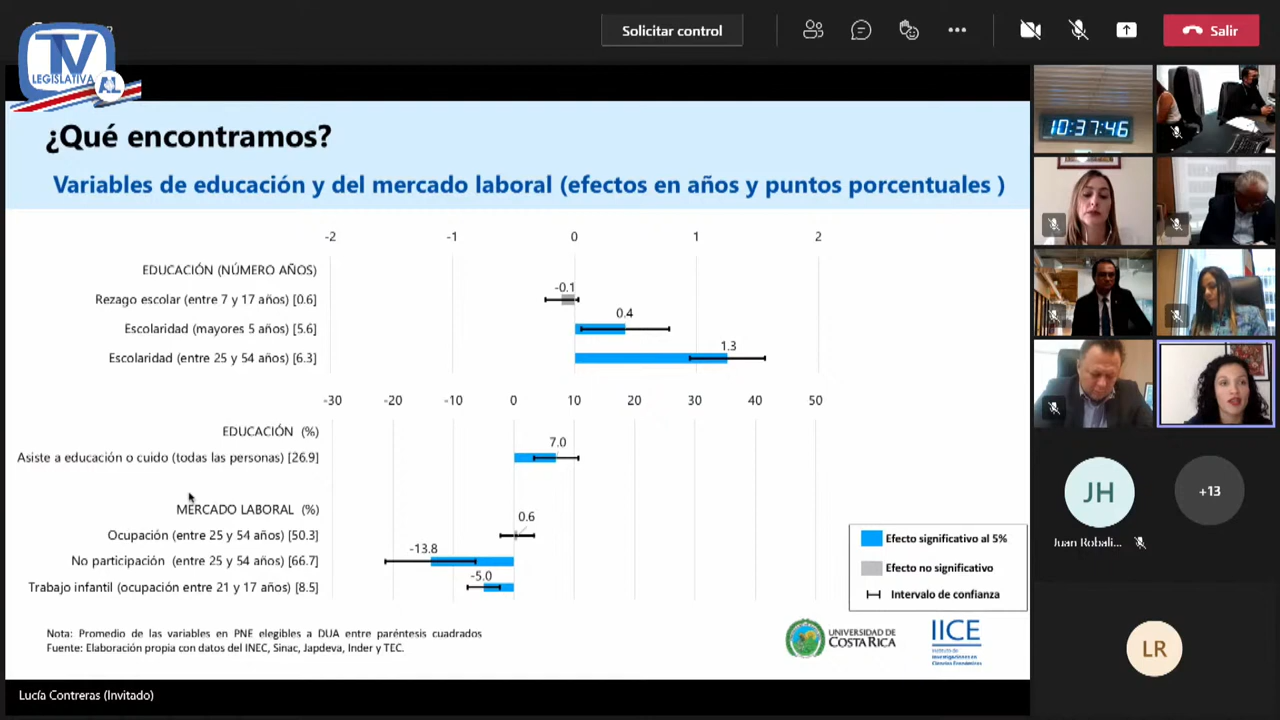 Solicitar control
Salir
TV
LEGISLATIVA
AL
10:37:46
¿Qué encontramos?
Variables de educación y del mercado laboral (efectos en años y puntos porcentuales )
-2 -1 0 1 2
EDUCACIÓN (NÚMERO AÑOS)
-0.1
Rezago escolar (entre 7 y 17 años) [0.6]
0.4
Escolaridad (mayores 5 años) [5.6]
1.3
Escolaridad (entre 25 y 54 años) [6.3]
-30 -20 -10 0 10 20 30 40 50
EDUCACIÓN (%)
7.0
Asiste a educación o cuido (todas las personas) [26.9]
MERCADO LABORAL (%)
0.6
Ocupación (entre 25 y 54 años) [50.3]
-13.8
No participación (entre 25 y 54 años) [66.7]
-5.0
Trabajo infantil (ocupación entre 21 y 17 años) [8.5]
Efecto significativo al 5%
Efecto no significativo
Intervalo de confianza
Nota: Promedio de las variables en PNE elegibles a DUA entre paréntesis cuadrados
Fuente: Elaboración propia con datos del INEC, Sinac, Japdeva, Inder y TEC.
UNIVERSIDAD DE
COSTA RICA
IICE
Instituto de
Investigaciones en
Ciencias Económicas
Lucía Contreras (Invitado)
JH
+13
Juan Robali...
LR